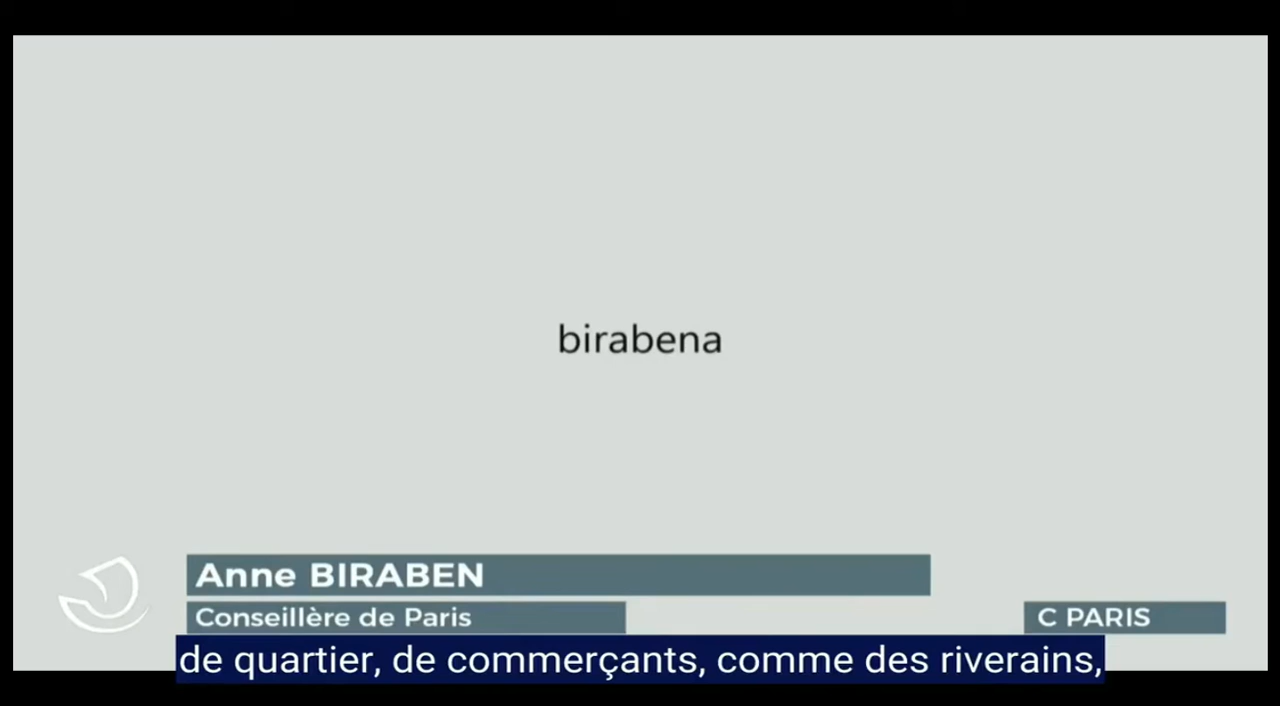 birabena
Anne BIRABEN
Conseillère de Paris
C PARIS
de quartier, de commerçants, comme des riverains,